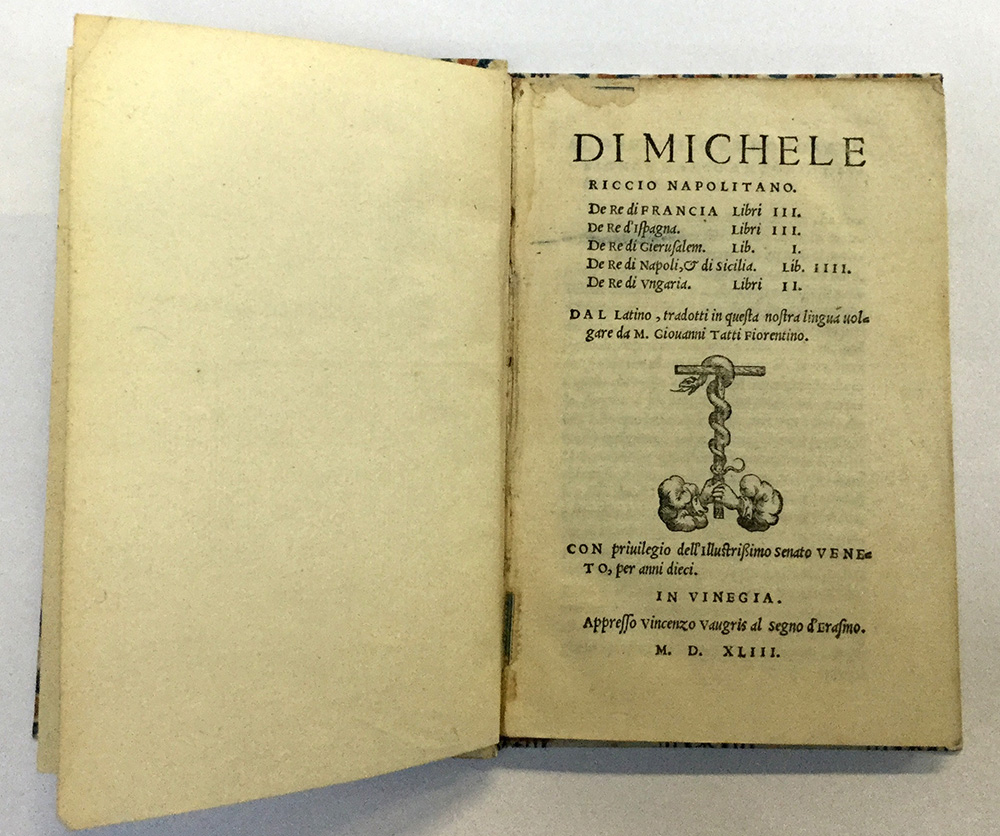 DI MICHELE
RICCIO NAPOLITANO.
De Re di FRANCIA Libri III.
De Re d'Iſpagna. Libri III.
De Re di Gieruſalem. Lib. I.
De Re di Napoli, & di Sicilia. Lib. IIII.
De Re di Vngaria. Libri II.
DAL Latino, tradotti in queſta noſtra lingua uol=
gare da M. Giouanni Tatti Fiorentino.
CON priuilegio dell'Illuſtriſſimo Senato VENE=
TO, per anni dieci.
IN VINEGIA.
Appreſſo Vincenzo Vaugris al Segno d'Eraſmo.
M. D. XLIII.